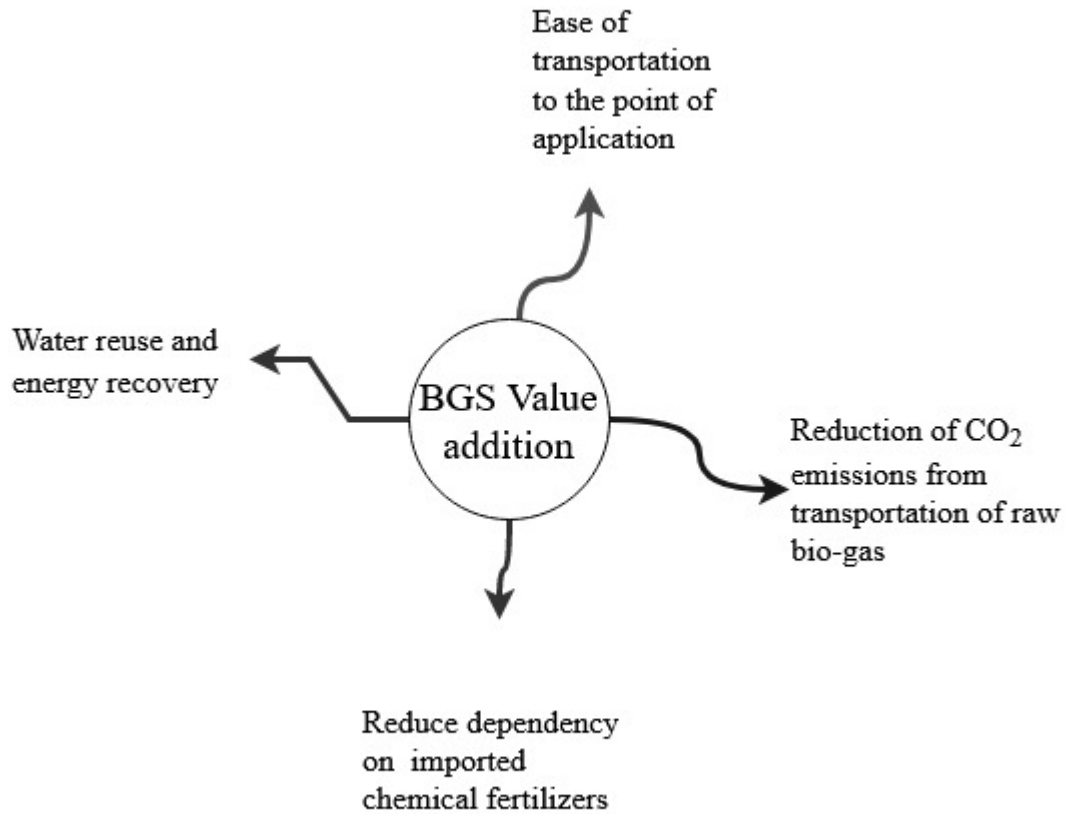 Ease of
transportation
to the point of
application
Water reuse and
energy recovery
BGS Value
addition
Reduction of CO₂
emissions from
transportation of raw
bio-gas
Reduce dependency
on imported
chemical fertilizers